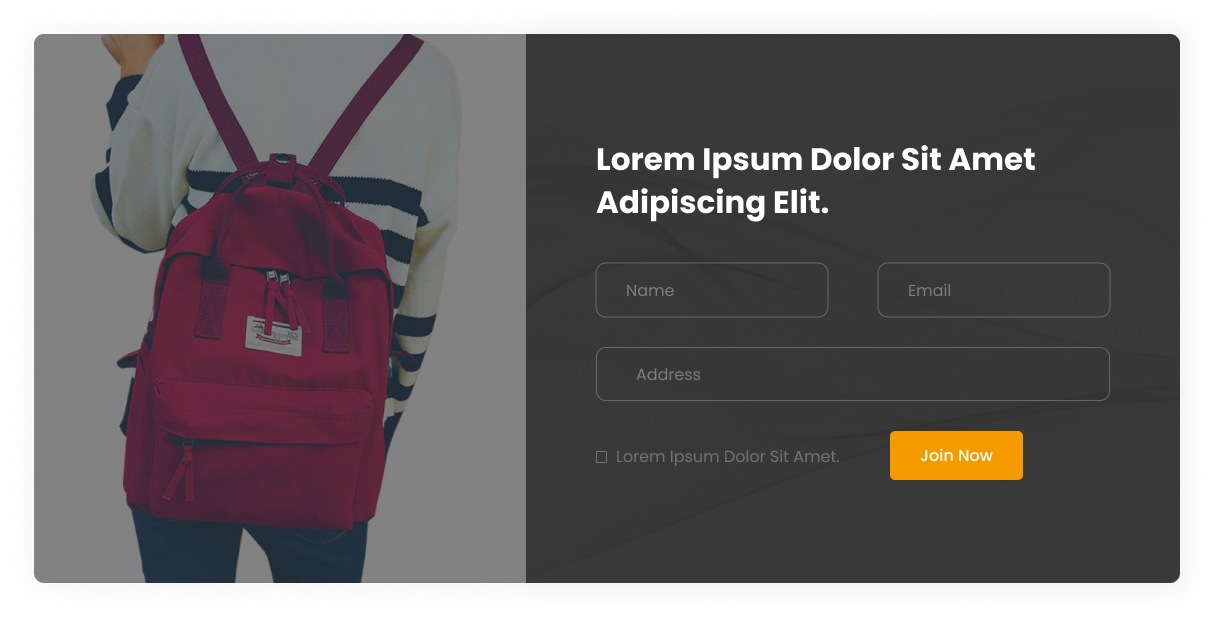 Lorem Ipsum Dolor Sit Amet
Adipiscing Elit.
Name
Email
Address
Lorem Ipsum Dolor Sit Amet.
Join Now